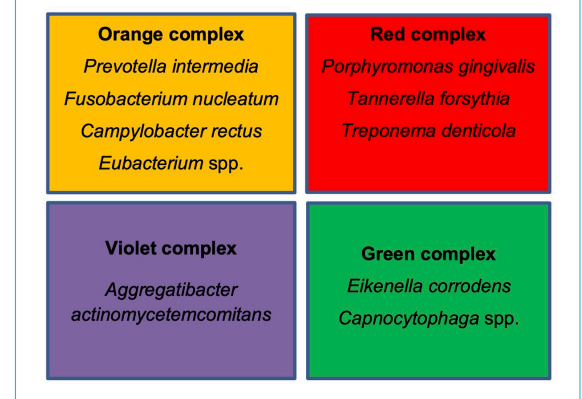 Orange complex
Prevotella intermedia
Fusobacterium nucleatum
Campylobacter rectus
Eubacterium spp.
Red complex
Porphyromonas gingivalis
Tannerella forsythia
Treponema denticola
Violet complex
Aggregatibacter
actinomycetemcomitans
Green complex
Eikenella corrodens
Capnocytophaga spp.